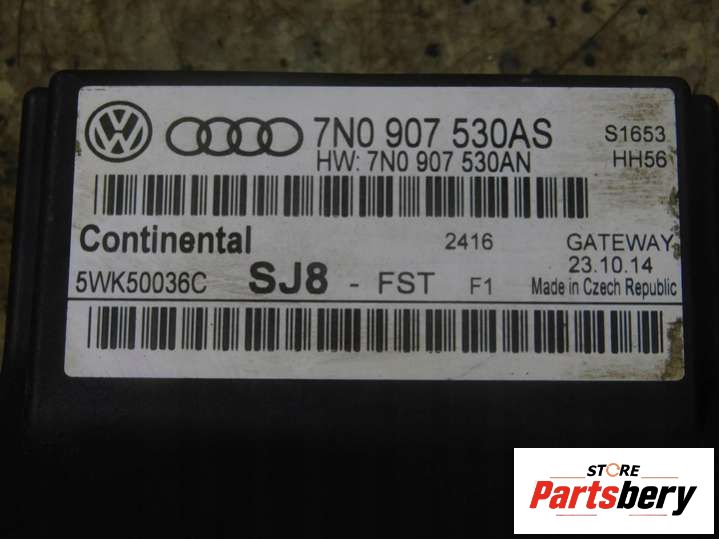 VW 7N0 907 530AS S1653
HW: 7N0 907 530AN HH56
Continental 2416 GATEWAY
23.10.14
5WK50036C SJ8 - FST F1 Made in Czech Republic
STORE
Partsbery